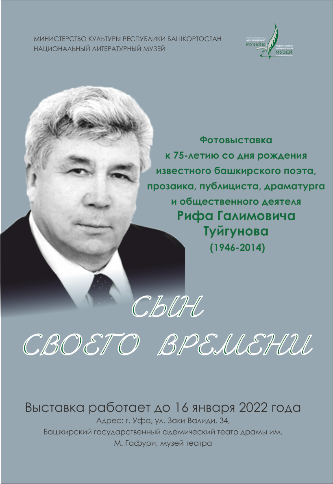 МИНИСТЕРСТВО КУЛЬТУРЫ РЕСПУБЛИКИ БАШКОРТОСТАН
НАЦИОНАЛЬНЫЙ ЛИТЕРАТУРНЫЙ МУЗЕЙ
Фотовыставка
к 75-летию со дня рождения
известного башкирского поэта,
прозаика, публициста, драматурга
и общественного деятеля
Рифа Галимовича
Туйгунова
(1946-2014)
СЫН
СВОЕГО ВРЕМЕНИ
Выставка работает до 16 января 2022 года
Адрес: г. Уфа, ул. Заки Валиди, 34,
Башкирский государственный академический театр драмы им.
М. Гафури, музей театра